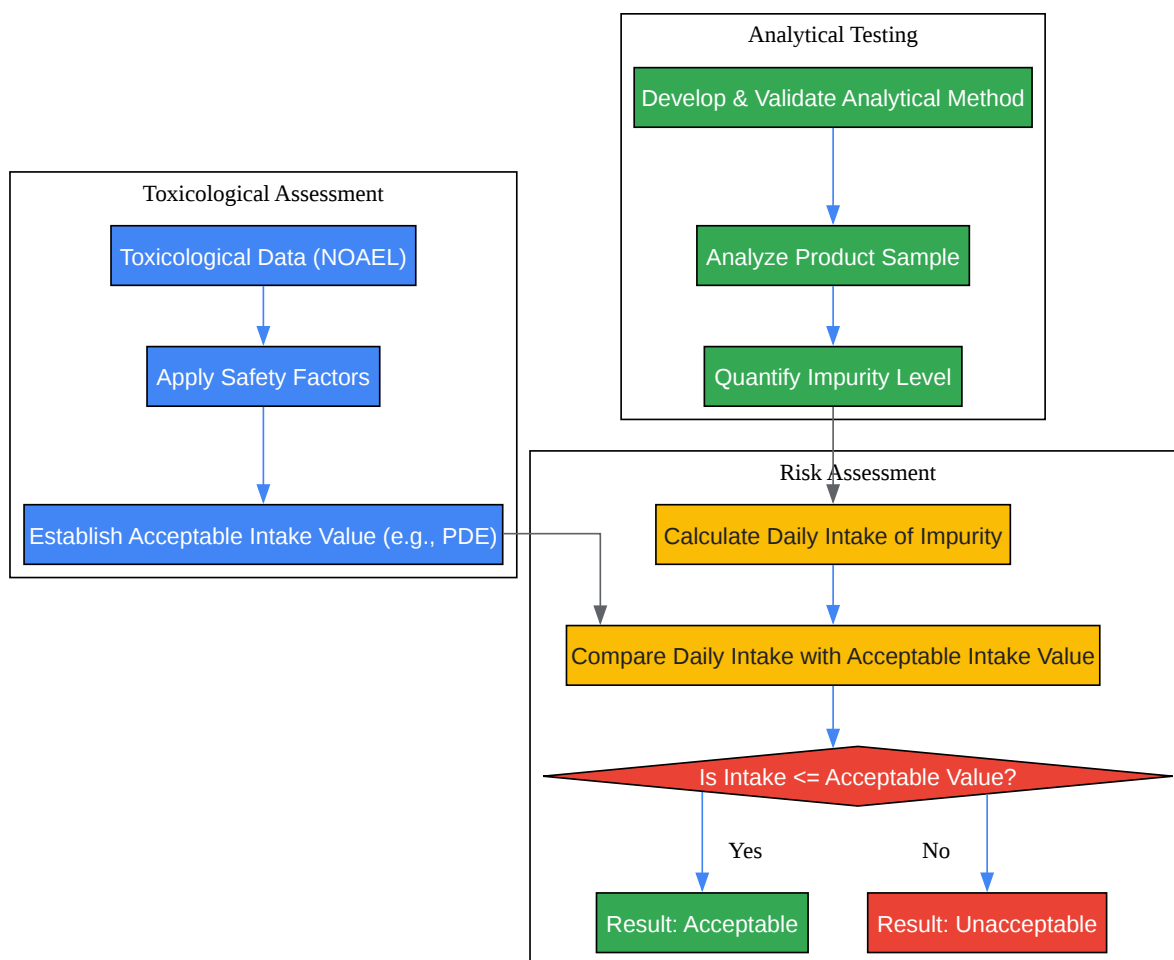 Analytical Testing
Develop & Validate Analytical Method
Analyze Product Sample
Quantify Impurity Level
Toxicological Assessment
Toxicological Data (NOAEL)
Apply Safety Factors
Establish Acceptable Intake Value (e.g., PDE)
Risk Assessment
Calculate Daily Intake of Impurity
Compare Daily Intake with Acceptable Intake Value
Is Intake <= Acceptable Value?
Yes
No
Result: Acceptable
Result: Unacceptable